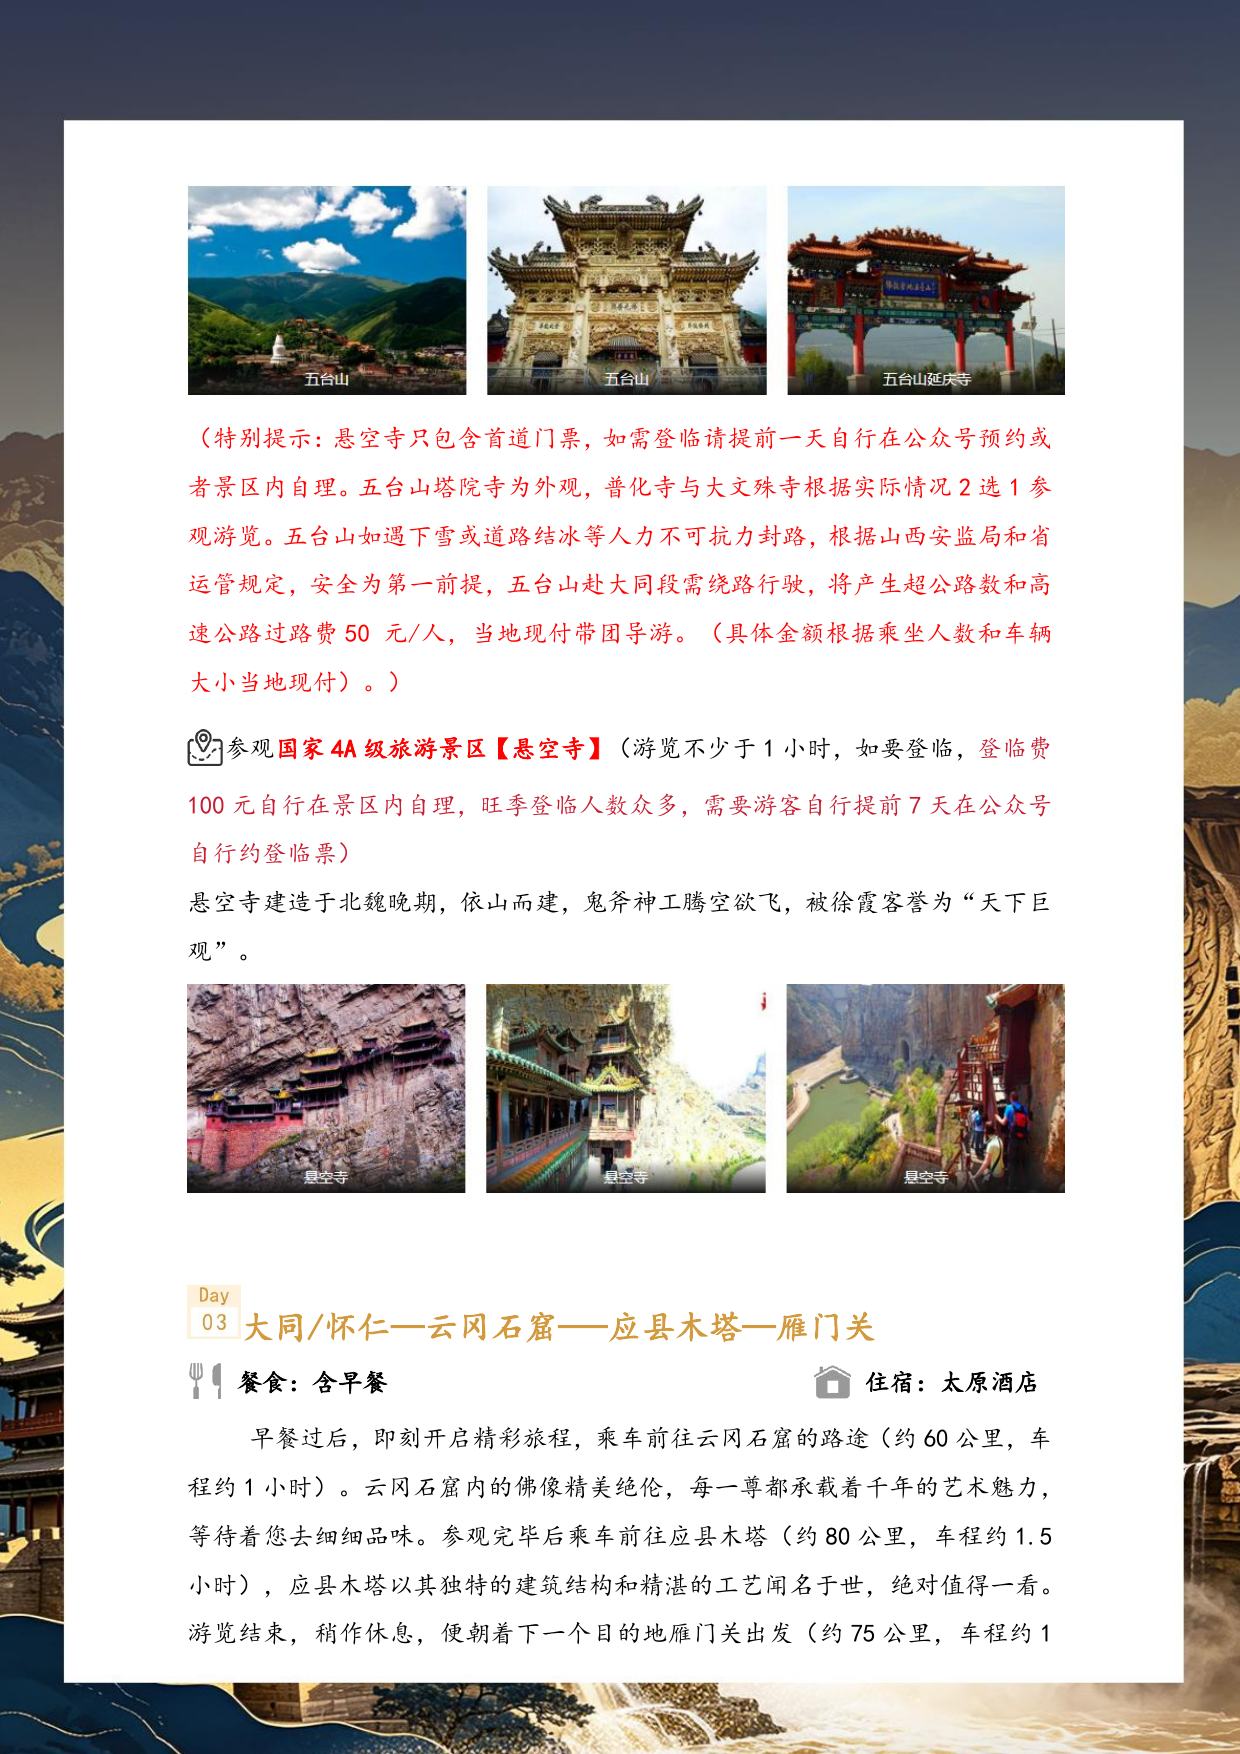 五台山
五台山
五台山延庆寺
（特别提示：悬空寺只包含首道门票，如需登临请提前一天自行在公众号预约或
者景区内自理。五台山塔院寺为外观，普化寺与大文殊寺根据实际情况 2 选 1 参
观游览。五台山如遇下雪或道路结冰等人力不可抗力封路，根据山西安监局和省
运管规定，安全为第一前提，五台山赴大同段需绕路行驶，将产生超公路数和高
速公路过路费 50 元/人，当地现付带团导游。（具体金额根据乘坐人数和车辆
大小当地现付）。）
参观国家 4A 级旅游景区【悬空寺】（游览不少于 1 小时，如要登临，登临费
100 元自行在景区内自理，旺季登临人数众多，需要游客自行提前 7 天在公众号
自行约登临票）
悬空寺建造于北魏晚期，依山而建，鬼斧神工腾空欲飞，被徐霞客誉为“天下巨
观”。
悬空寺
悬空寺
悬空寺
Day
03 大同/怀仁—云冈石窟——应县木塔—雁门关
餐食：含早餐 住宿：太原酒店
早餐过后，即刻开启精彩旅程，乘车前往云冈石窟的路途（约 60 公里，车
程约 1 小时）。云冈石窟内的佛像精美绝伦，每一尊都承载着千年的艺术魅力，
等待着您去细细品味。参观完毕后乘车前往应县木塔（约 80 公里，车程约 1.5
小时），应县木塔以其独特的建筑结构和精湛的工艺闻名于世，绝对值得一看。
游览结束，稍作休息，便朝着下一个目的地雁门关出发（约 75 公里，车程约 1